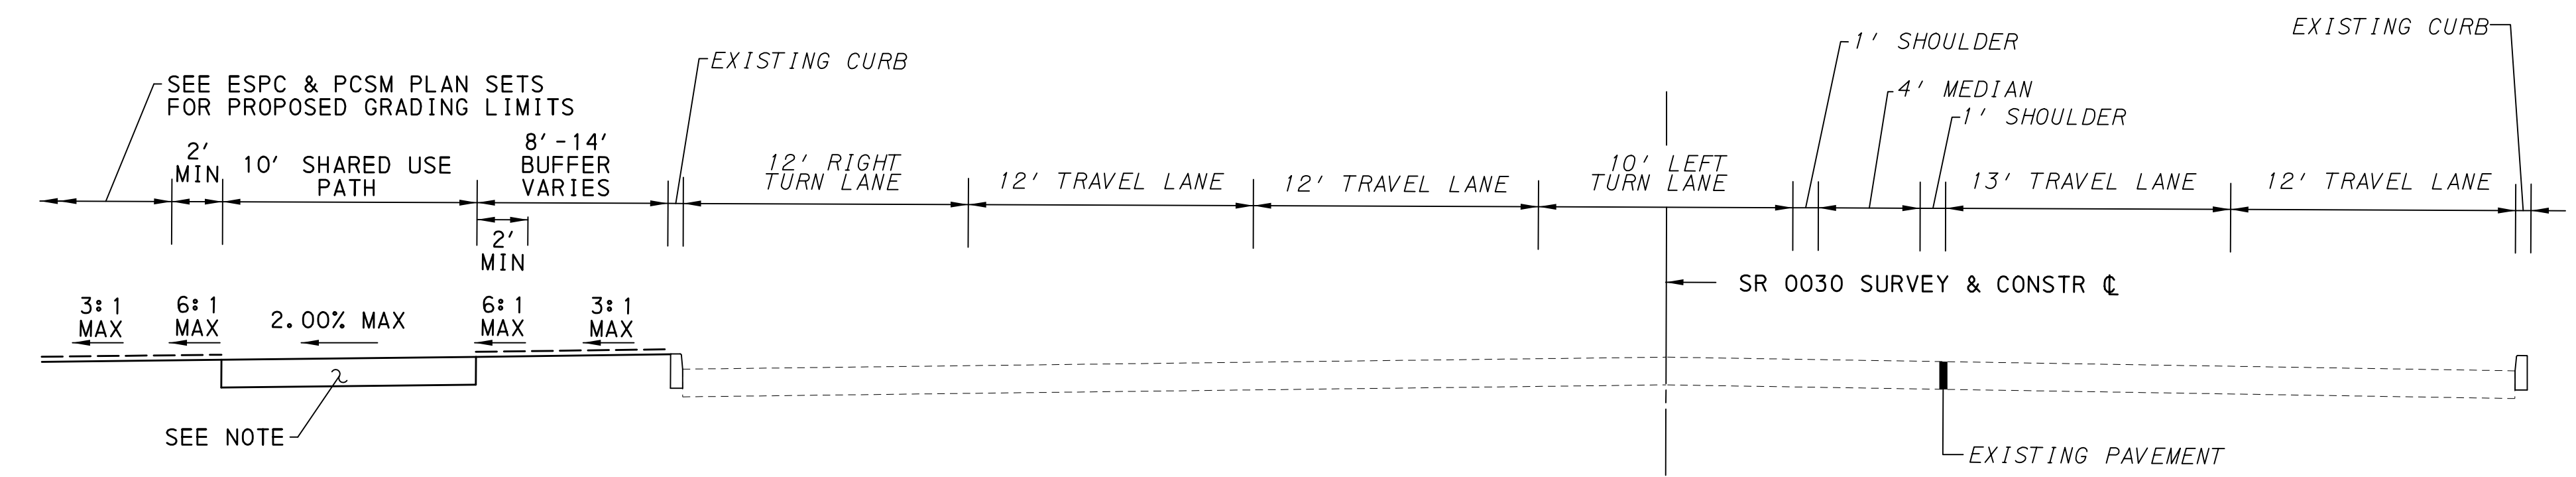 EXISTING CURB
1' SHOULDER
EXISTING CURB
SEE ESPC & PCSM PLAN SETS
FOR PROPOSED GRADING LIMITS
4' MEDIAN
1' SHOULDER
2'
MIN
10' SHARED USE
PATH
8'-14'
BUFFER
VARIES
12' RIGHT
TURN LANE
12' TRAVEL LANE
12' TRAVEL LANE
10' LEFT
TURN LANE
13' TRAVEL LANE
12' TRAVEL LANE
2'
MIN
SR 0030 SURVEY & CONSTR ℄
3:1
MAX
6:1
MAX
2.00% MAX
6:1
MAX
3:1
MAX
SEE NOTE
EXISTING PAVEMENT